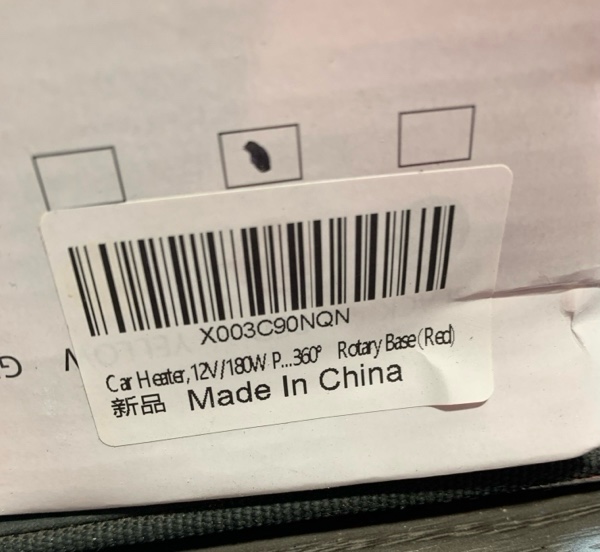 X003C90NQN
Car Heater, 12V/180W P...360° Rotary Base(Red)
新品 Made In China